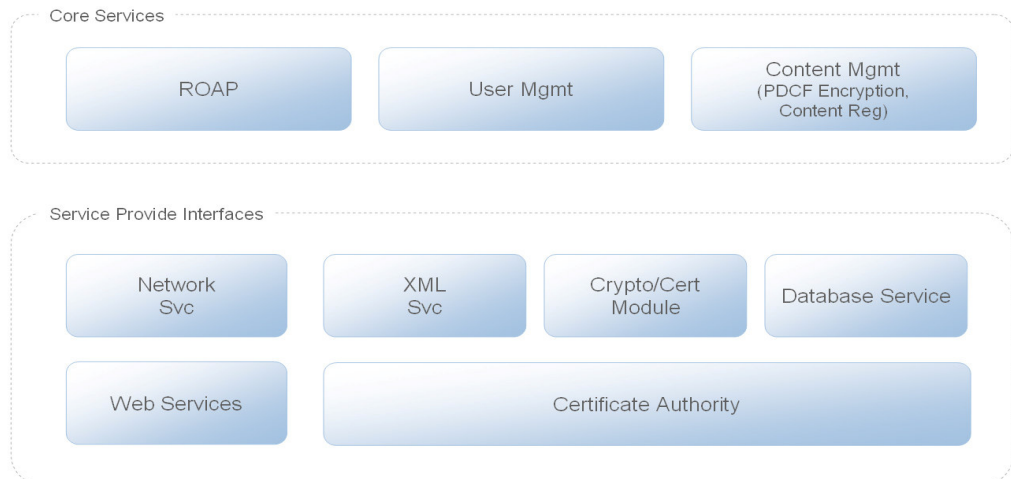 Core Services
ROAP
User Mgmt
Content Mgmt
(PDCF Encryption,
Content Reg)
Service Provide Interfaces
Network
Svc
XML
Svc
Crypto/Cert
Module
Database Service
Web Services
Certificate Authority